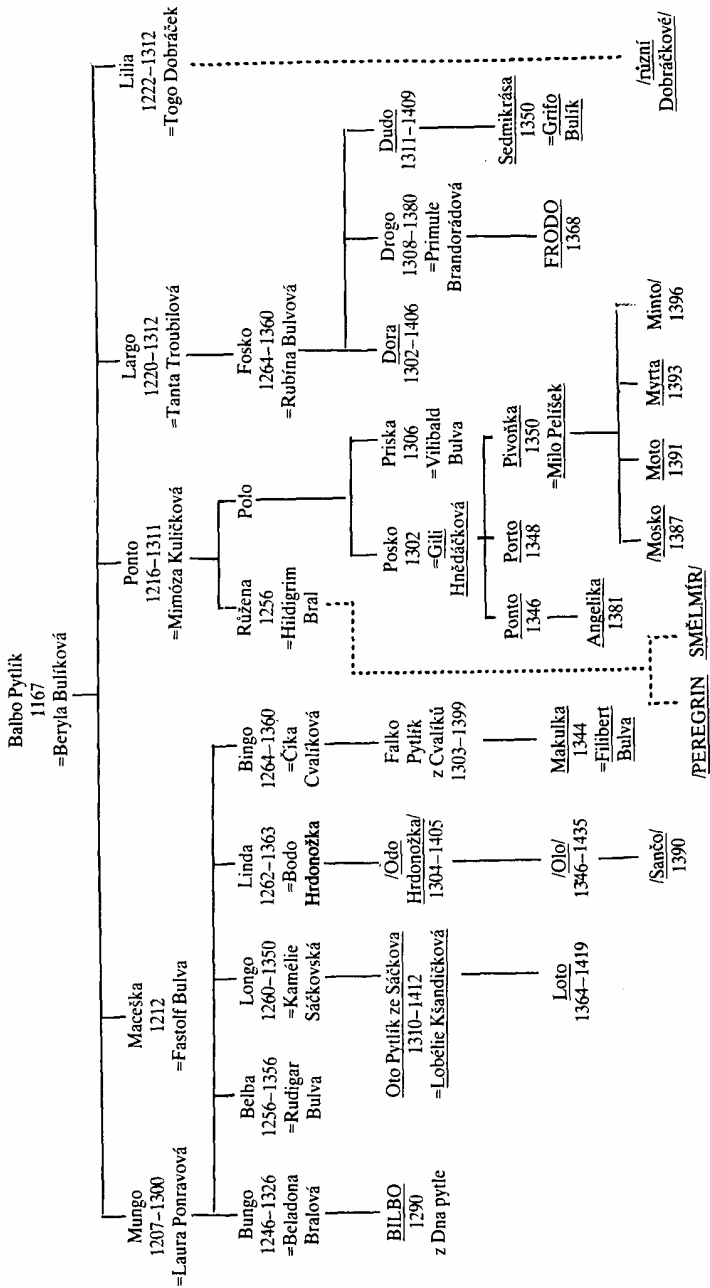 Balbo Pytlík
1167
=Beryla Bulíková
Mungo
1207–1300
=Laura Ponravová
Maceška
1212
=Fastolf Bulva
Ponto
1216–1311
=Mimóza Kuličková
Largo
1220–1312
=Tanta Troubilová
Lilia
1222–1312
=Togo Dobráček
Bungo
1246–1326
=Beladona
Bralová
Belba
1256–1356
=Rudigar
Bulva
Longo
1260–1350
=Kamélie
Sáčkovská
Linda
1262–1363
=Bodo
Hrdonožka
Bingo
1264–1360
=Čika
Cvalíková
Růžena
1256
=Hildigrim
Bral
Polo
Fosko
1264–1360
=Rubína Bulvová
BILBO
1290
z Dna pytle
Oto Pytlík ze Sáčkova
1310–1412
=Lobélie Kšandičková
/Odo
Hrdonožka/
1304–1405
Falko
Pytlík
z Cvalíků
1303–1399
Posko
1302
=Gili
Hnědáčková
Priska
1306
=Vilibald
Bulva
Dora
1302–1406
Drogo
1308–1380
=Primule
Brandorádová
Dudo
1311–1409
Loto
1364–1419
/Olo/
1346–1435
Makulka
1344
=Filibert
Bulva
Ponto
1346
Porto
1348
Pivoňka
1350
=Milo Pelíšek
FRODO
1368
Sedmikrása
1350
=Grifo
Bulík
/Sančo/
1390
Angelika
1381
/PEREGRIN SMĚLMÍR/
/Mosko
1387
Moto
1391
Myrta
1393
Minto/
1396
/různí
Dobráčkové/